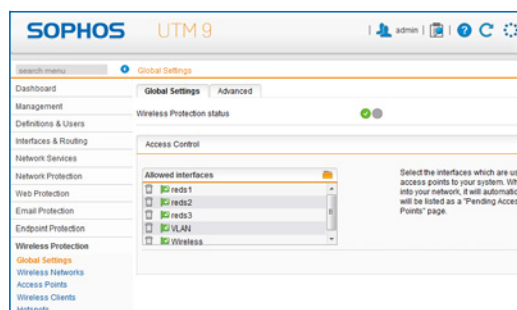 SOPHOS UTM 9
admin
search menu
Global Settings
Dashboard
Management
Definitions & Users
Interfaces & Routing
Network Services
Network Protection
Web Protection
Email Protection
Endpoint Protection
Wireless Protection
Global Settings
Wireless Networks
Access Points
Wireless Clients
Hotspots
Global Settings Advanced
Wireless Protection status
Access Control
Allowed interfaces
reds1
reds2
reds3
VLAN
Wireless
Select the interfaces which are us
access points to your system. Wh
into your network, it will automatic
will be listed as a "Pending Acces
Points" page.